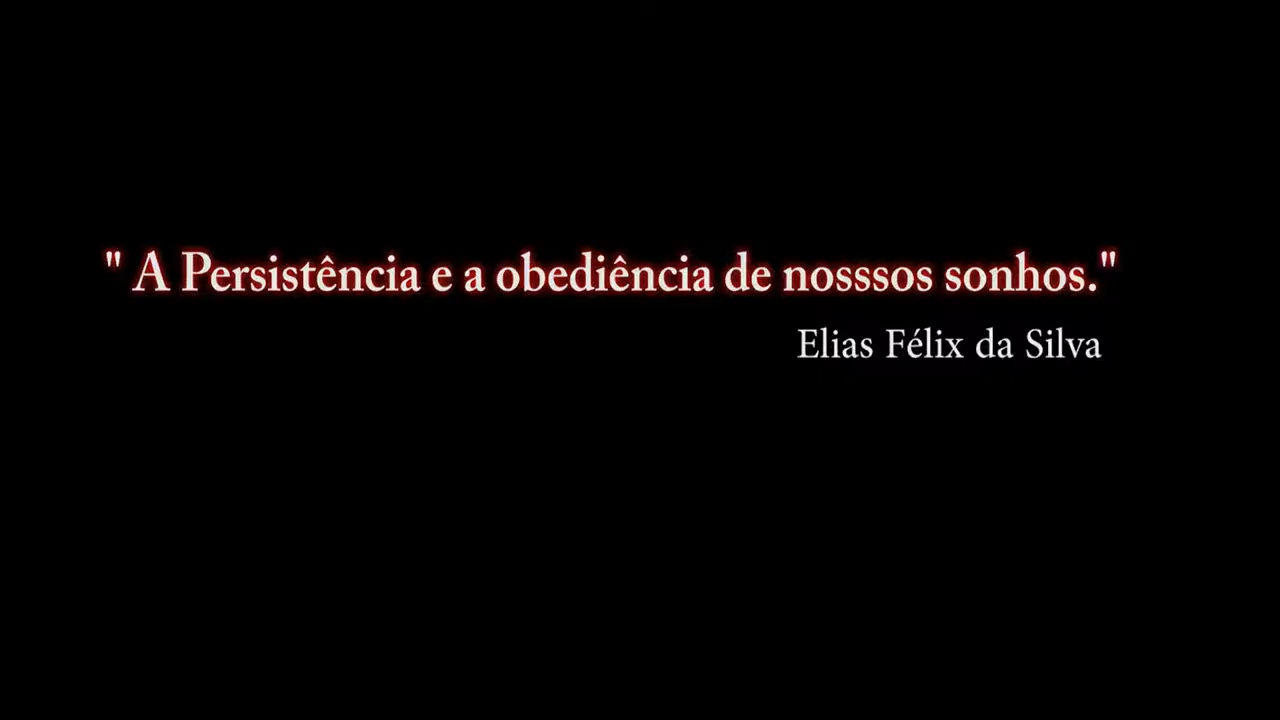 " A Persistência e a obediência de nosssos sonhos."
Elias Félix da Silva